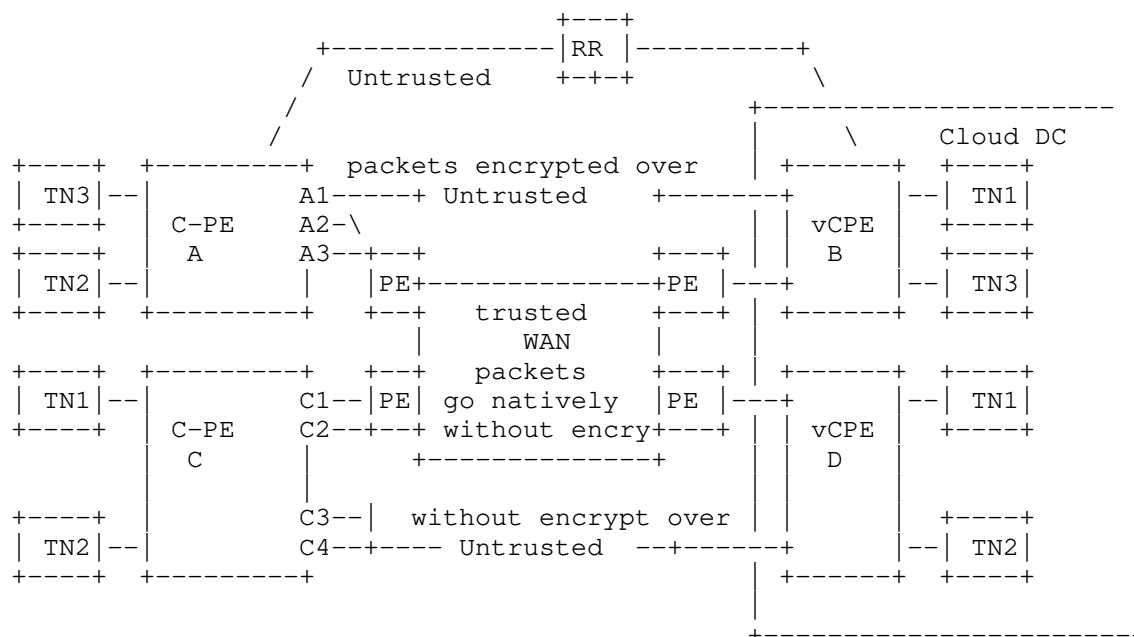 RR
Untrusted
Cloud DC
packets encrypted over
TN3 A1 Untrusted TN1
C-PE A2 vCPE
A A3 B
TN2 PE PE TN3
trusted
WAN
packets
TN1 C1 PE go natively PE TN1
C-PE C2 without encry vCPE
C D
C3 without encrypt over
TN2 C4 Untrusted TN2